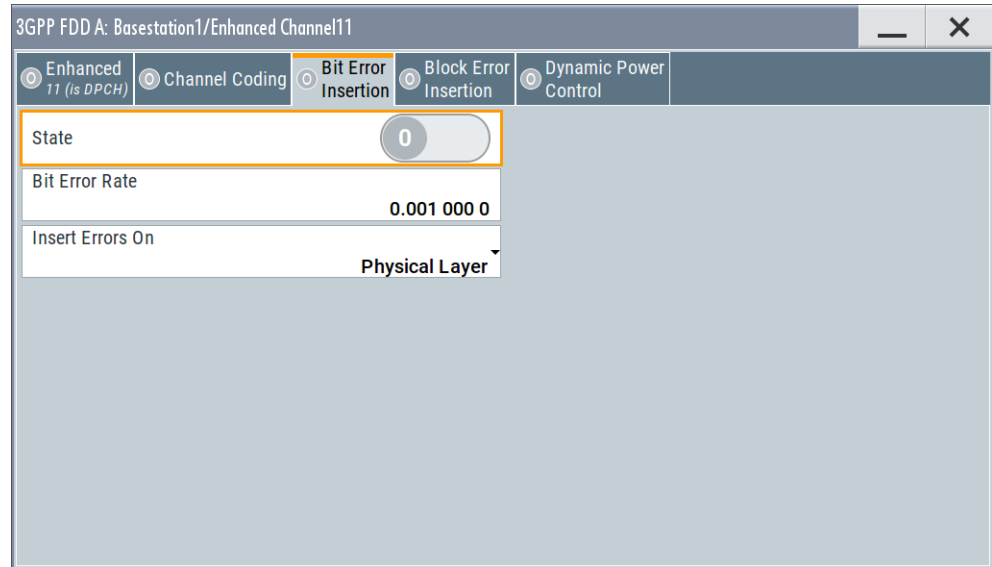 3GPP FDD A: Basestation1/Enhanced Channel11
Enhanced
11 (is DPCH)
Channel Coding
Bit Error
Insertion
Block Error
Insertion
Dynamic Power
Control
State
0
Bit Error Rate
0.001 000 0
Insert Errors On
Physical Layer